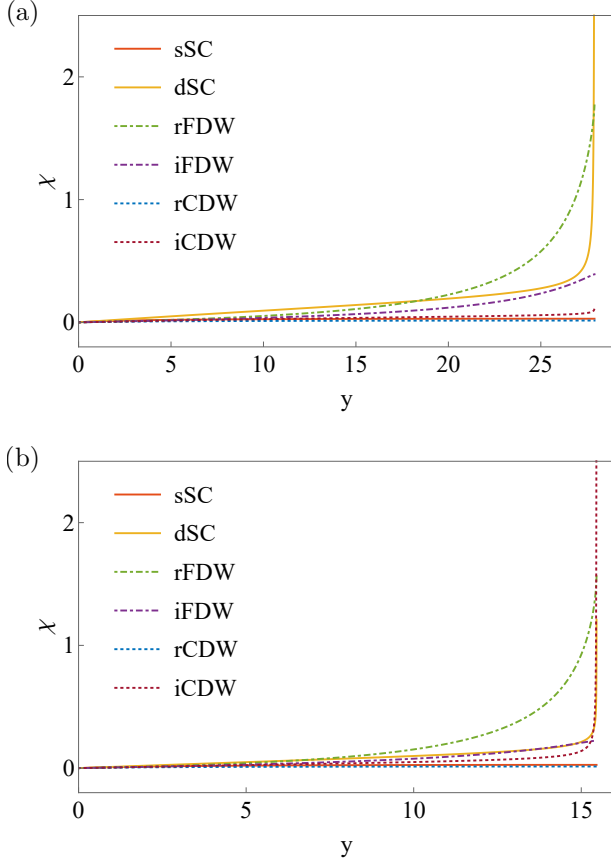 (a)
2
1
0
χ
sSC
dSC
rFDW
iFDW
rCDW
iCDW
0 5 10 15 20 25
y
(b)
2
1
0
χ
sSC
dSC
rFDW
iFDW
rCDW
iCDW
0 5 10 15
y